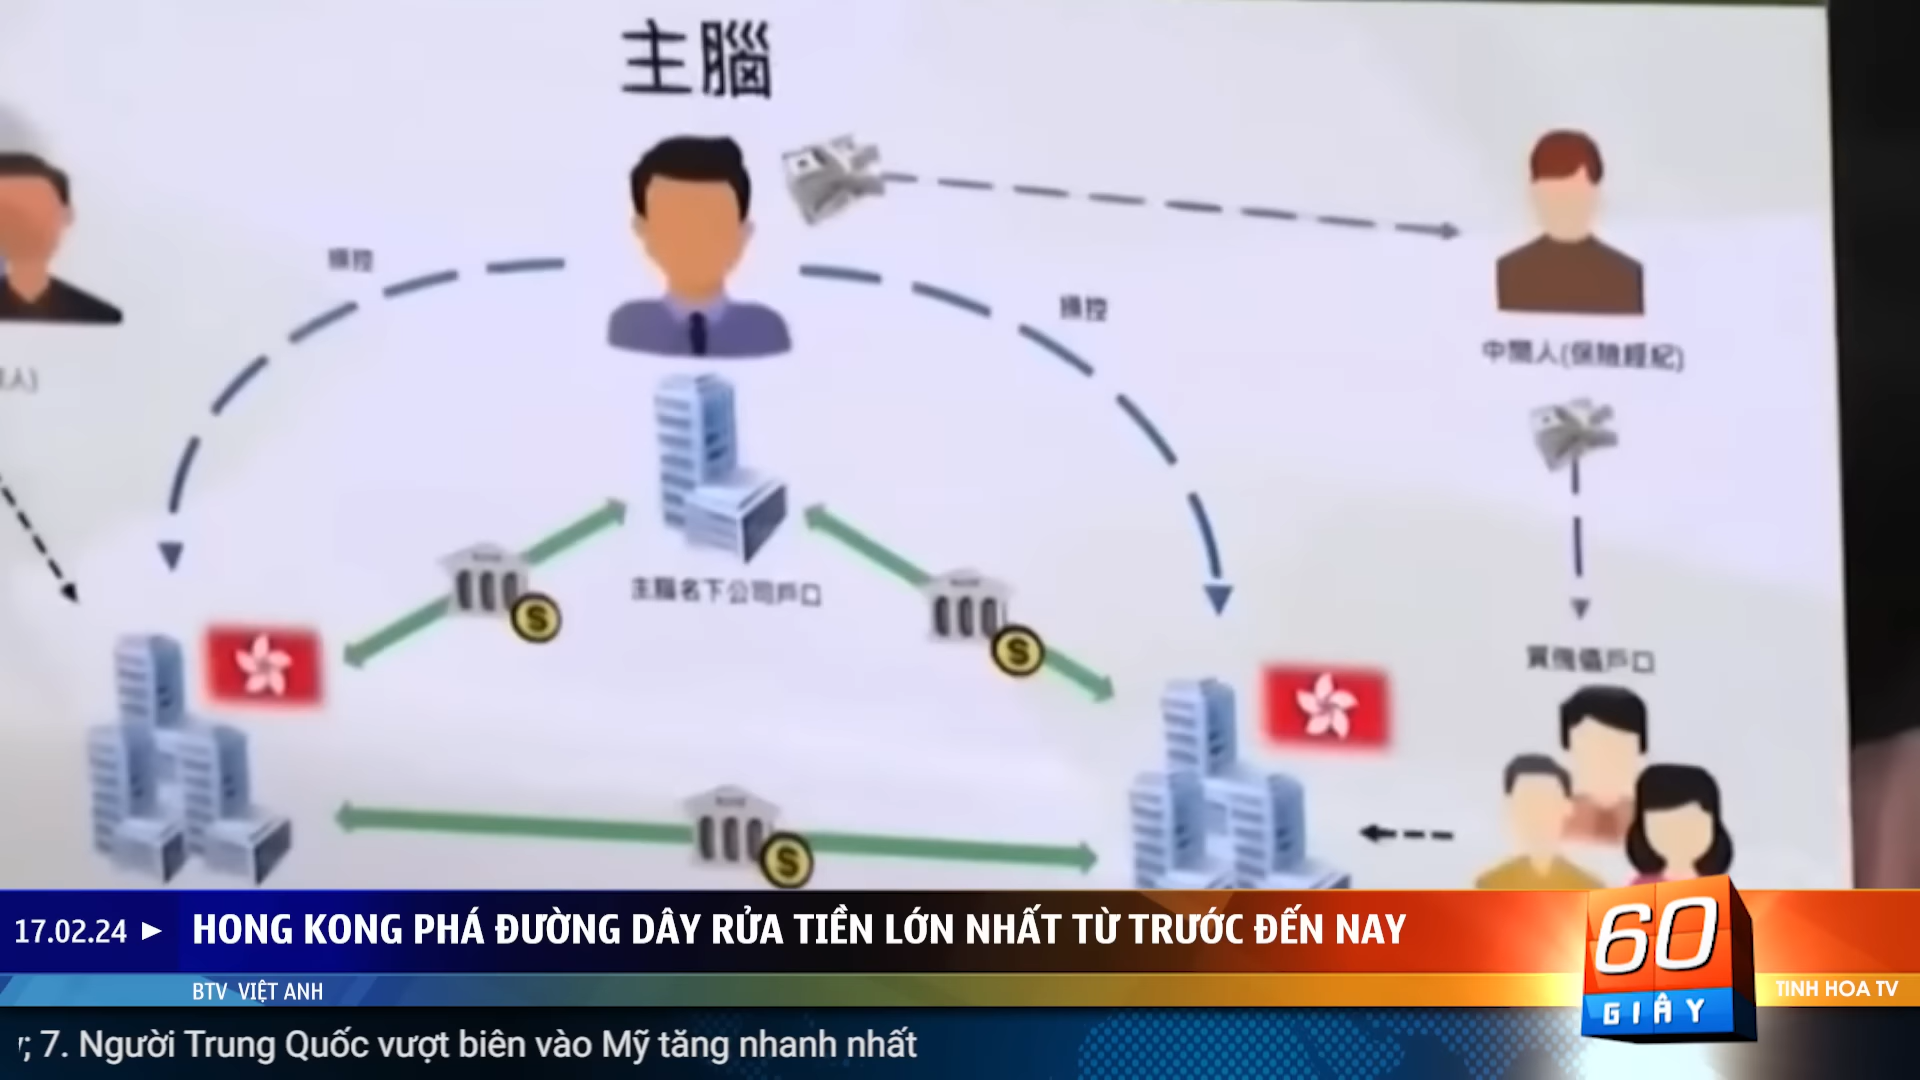 主腦
操控
操控
中間人(保險經紀)
人)
主腦名下公司戶口
買傀儡戶口
17.02.24
HONG KONG PHÁ ĐƯỜNG DÂY RỬA TIỀN LỚN NHẤT TỪ TRƯỚC ĐẾN NAY
BTV VIỆT ANH
60
GIÂY
TINH HOA TV
; 7. Người Trung Quốc vượt biên vào Mỹ tăng nhanh nhất